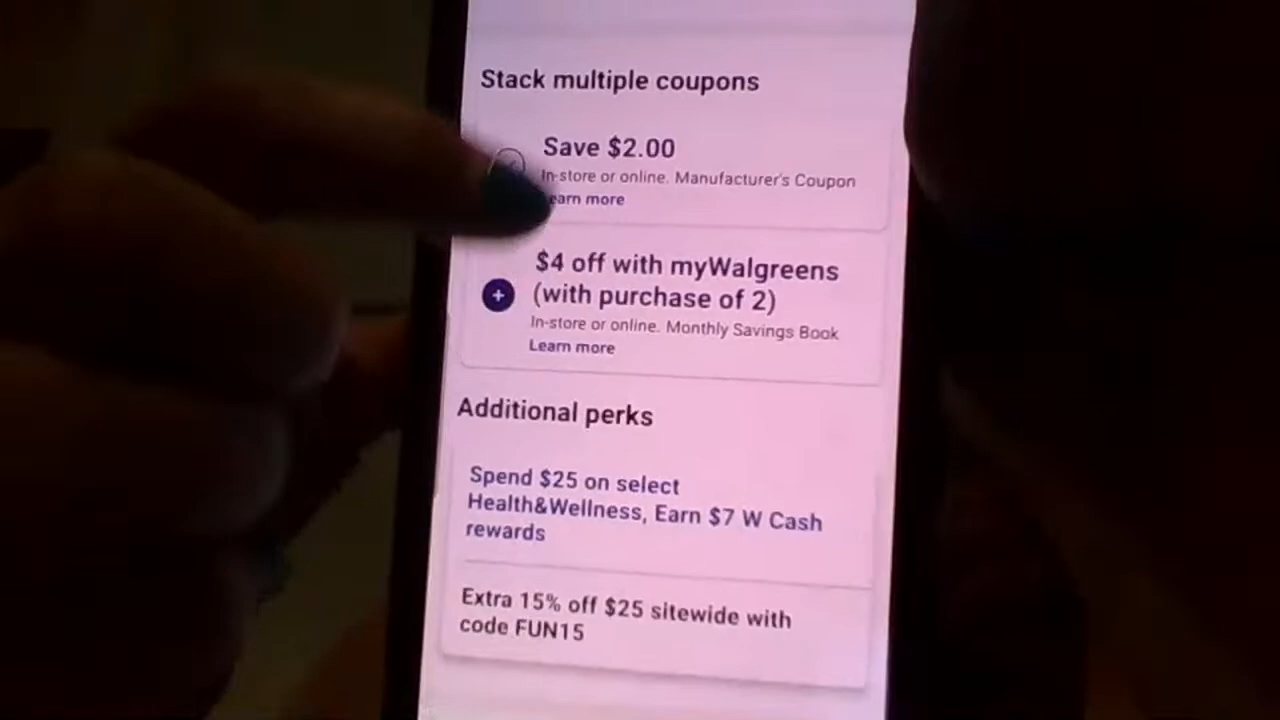 Stack multiple coupons
Save $2.00
In-store or online. Manufacturer's Coupon
earn more
$4 off with myWalgreens
(with purchase of 2)
In-store or online. Monthly Savings Book
Learn more
Additional perks
Spend $25 on select
Health&Wellness, Earn $7 W Cash
rewards
Extra 15% off $25 sitewide with
code FUN15